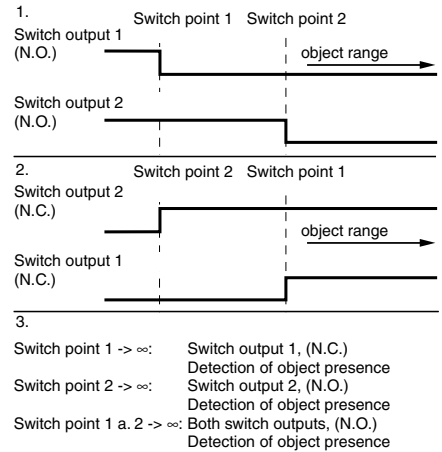 1.
Switch point 1 Switch point 2
Switch output 1
(N.O.)
object range
Switch output 2
(N.O.)
2.
Switch point 2 Switch point 1
Switch output 2
(N.C.)
object range
Switch output 1
(N.C.)
3.
Switch point 1 -> ∞: Switch output 1, (N.C.)
Detection of object presence
Switch point 2 -> ∞: Switch output 2, (N.O.)
Detection of object presence
Switch point 1 a. 2 -> ∞: Both switch outputs, (N.O.)
Detection of object presence